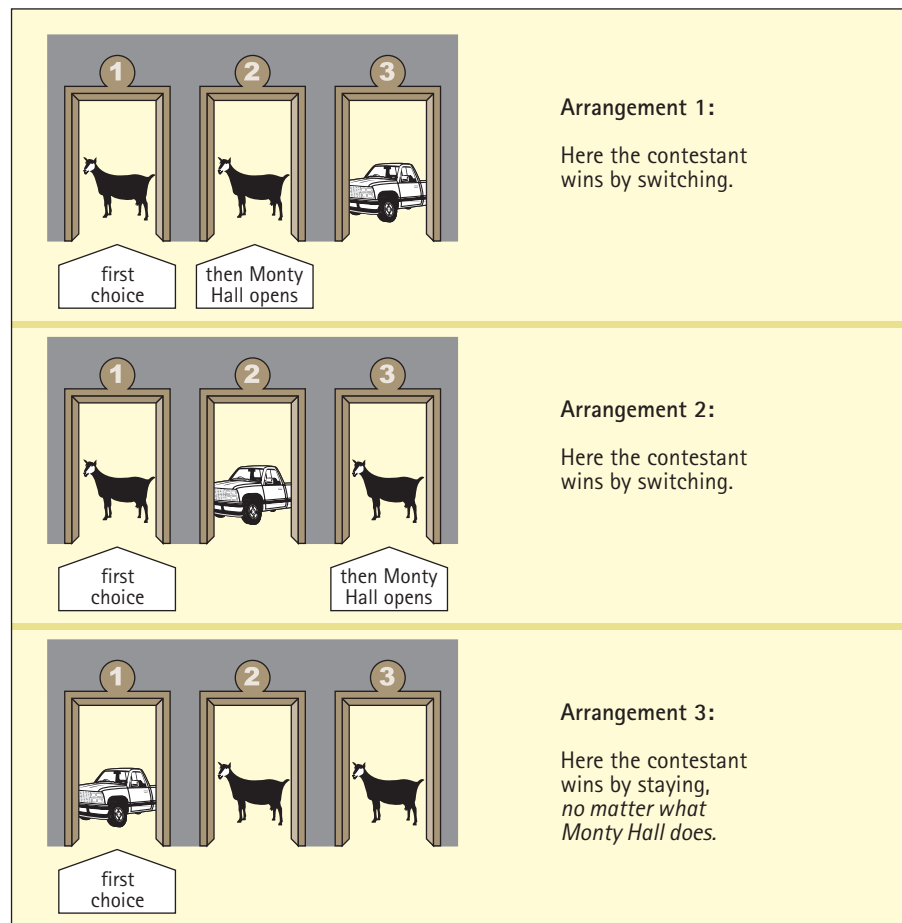 1
2
3
first
choice
then Monty
Hall opens
Arrangement 1:
Here the contestant
wins by switching.
1
2
3
first
choice
then Monty
Hall opens
Arrangement 2:
Here the contestant
wins by switching.
1
2
3
first
choice
Arrangement 3:
Here the contestant
wins by staying,
no matter what
Monty Hall does.